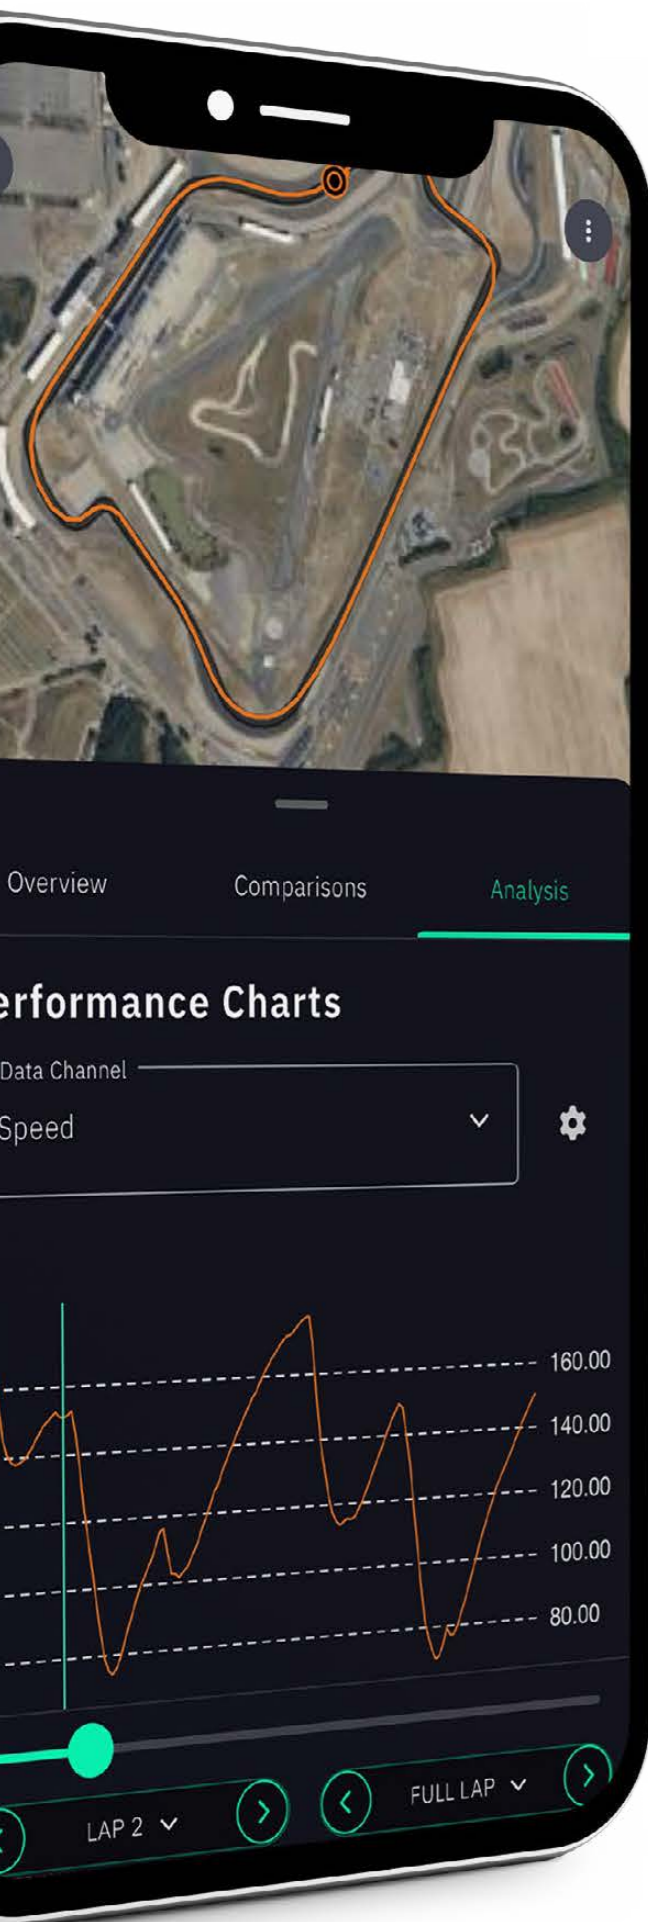 Overview Comparisons Analysis
erformance Charts
Data Channel
Speed
160.00
140.00
120.00
100.00
80.00
LAP 2 FULL LAP